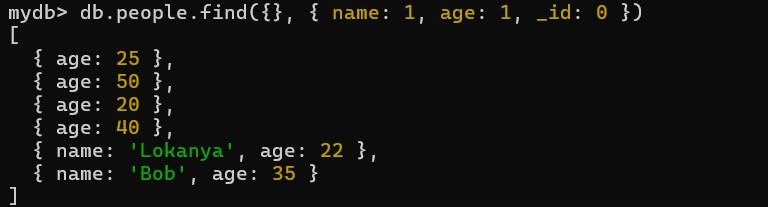 mydb> db.people.find({}, { name: 1, age: 1, _id: 0 })
[
  { age: 25 },
  { age: 50 },
  { age: 20 },
  { age: 40 },
  { name: 'Lokanya', age: 22 },
  { name: 'Bob', age: 35 }
]